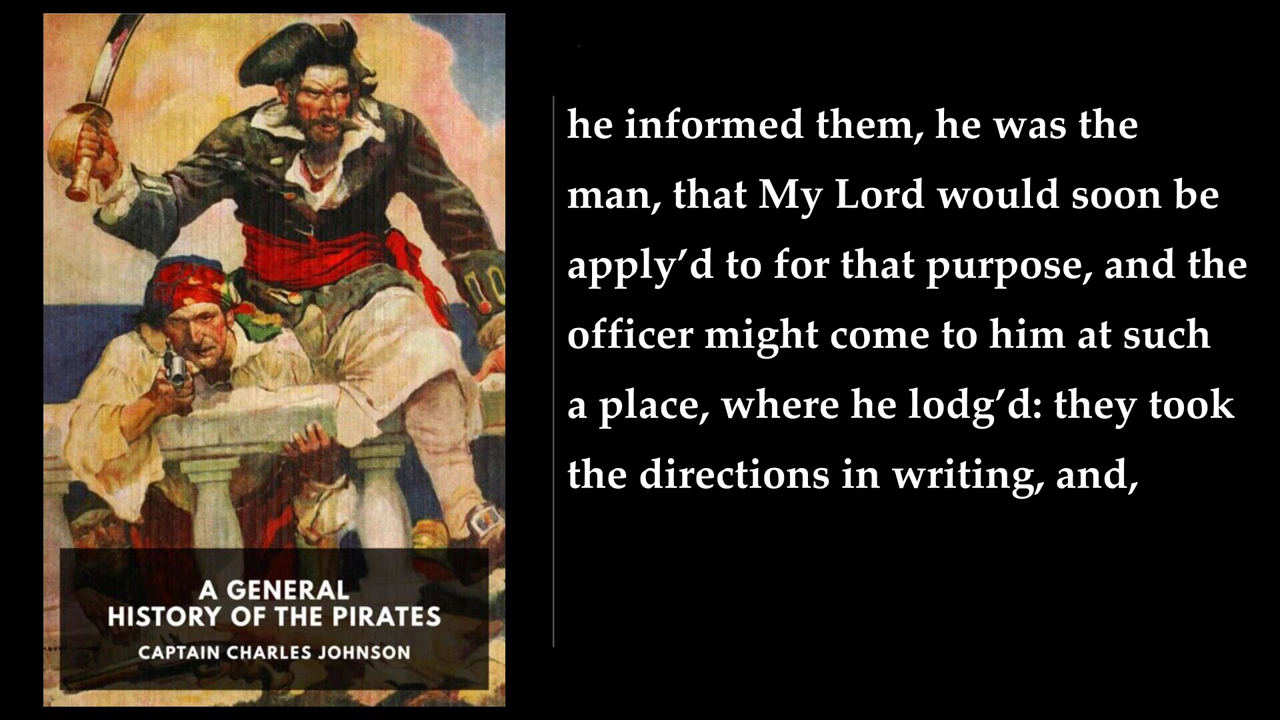 A GENERAL
HISTORY OF THE PIRATES
CAPTAIN CHARLES JOHNSON
he informed them, he was the
man, that My Lord would soon be
apply’d to for that purpose, and the
officer might come to him at such
a place, where he lodg’d: they took
the directions in writing, and,